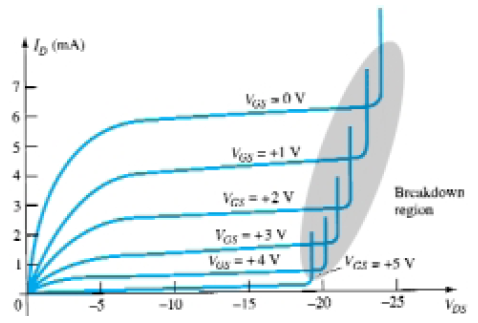 I_D (mA)
7
6
5
4
3
2
1
0
V_GS = 0 V
V_GS = +1 V
V_GS = +2 V
V_GS = +3 V
V_GS = +4 V
V_GS = +5 V
Breakdown
region
-5
-10
-15
-20
-25
V_DS